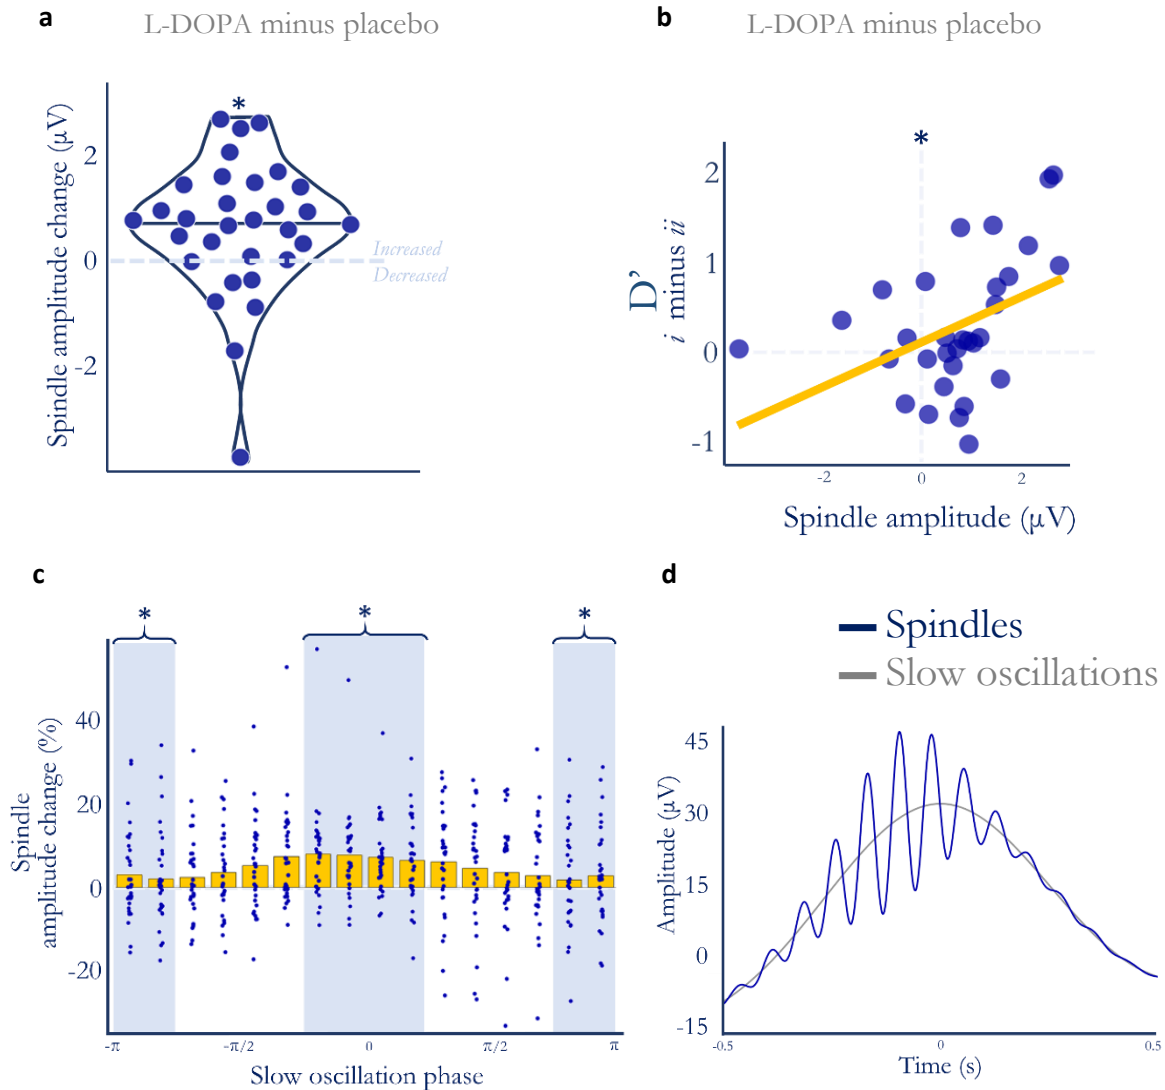 a
L-DOPA minus placebo
*
Spindle amplitude change (μV)
2
0
-2
Increased
Decreased
b
L-DOPA minus placebo
*
D’
i minus ii
2
1
0
-1
-2
0
2
Spindle amplitude (μV)
c
*
*
*
Spindle
amplitude change (%)
40
20
0
-20
-π
-π/2
0
π/2
π
Slow oscillation phase
d
Spindles
Slow oscillations
Amplitude (μV)
45
30
15
0
-15
-0.5
0
0.5
Time (s)